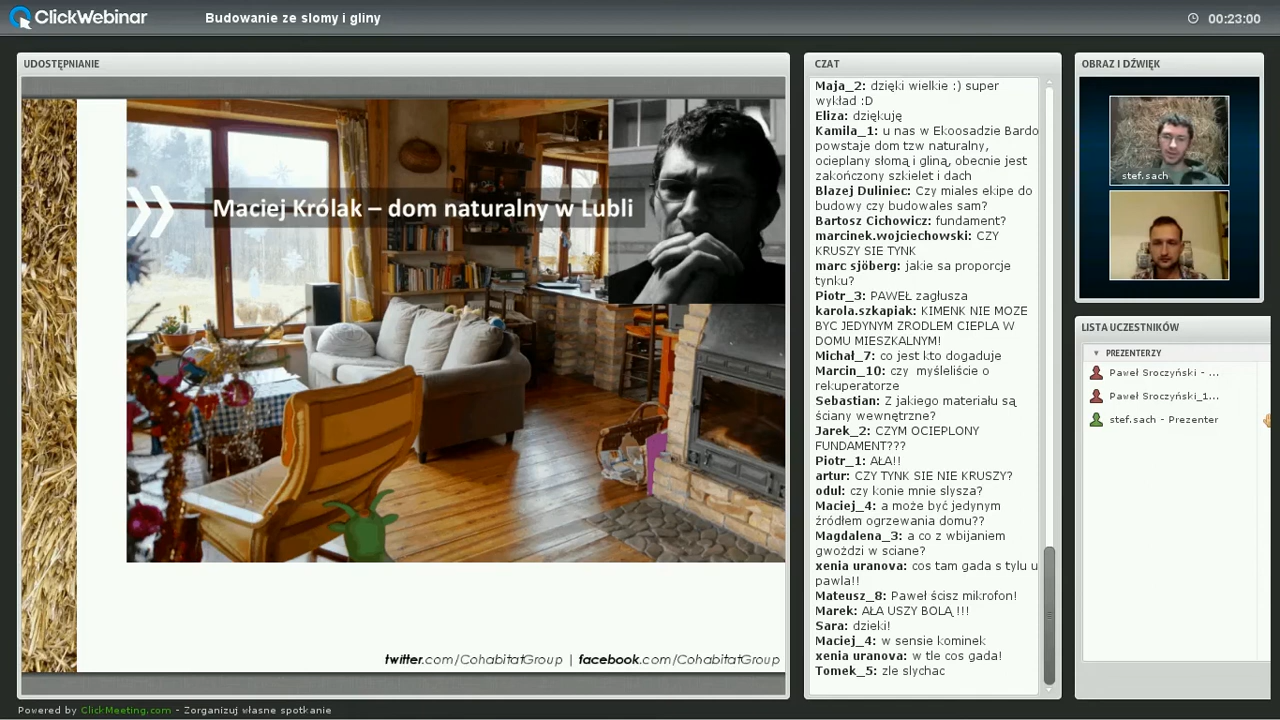 ClickWebinar
Budowanie ze slomy i gliny
00:23:00
UDOSTĘPNIANIE
Maciej Królak – dom naturalny w Lubli
twitter.com/CohabitatGroup | facebook.com/CohabitatGroup
CZAT
Maja_2: dzięki wielkie :) super
wykład :D
Eliza: dziękuję
Kamila_1: u nas w Ekoosadzie Bardo
powstaje dom tzw naturalny,
ocieplany słomą i gliną, obecnie jest
zakończony szkielet i dach
Blazej Duliniec: Czy miales ekipe do
budowy czy budowales sam?
Bartosz Cichowicz: fundament?
marcinek.wojciechowski: CZY
KRUSZY SIE TYNK
marc sjöberg: jakie sa proporcje
tynku?
Piotr_3: PAWEŁ zagłusza
karola.szkapiak: KIMENK NIE MOZE
BYC JEDYNYM ZRODLEM CIEPLA W
DOMU MIESZKALNYM!
Michał_7: co jest kto dogaduje
Marcin_10: czy myśleliście o
rekuperatorze
Sebastian: Z jakiego materiału są
ściany wewnętrzne?
Jarek_2: CZYM OCIEPLONY
FUNDAMENT???
Piotr_1: AŁA!!
artur: CZY TYNK SIE NIE KRUSZY?
odul: czy konie mnie slysza?
Maciej_4: a może być jedynym
źródłem ogrzewania domu??
Magdalena_3: a co z wbijaniem
gwożdzi w sciane?
xenia uranova: cos tam gada s tylu u
pawla!!
Mateusz_8: Paweł ścisz mikrofon!
Marek: AŁA USZY BOLĄ !!!
Sara: dzieki!
Maciej_4: w sensie kominek
xenia uranova: w tle cos gada!
Tomek_5: zle slychac
OBRAZ I DŹWIĘK
stef.sach
LISTA UCZESTNIKÓW
PREZENTERZY
Paweł Sroczyński - ...
Paweł Sroczyński_1...
stef.sach - Prezenter
Powered by ClickMeeting.com - Zorganizuj własne spotkanie